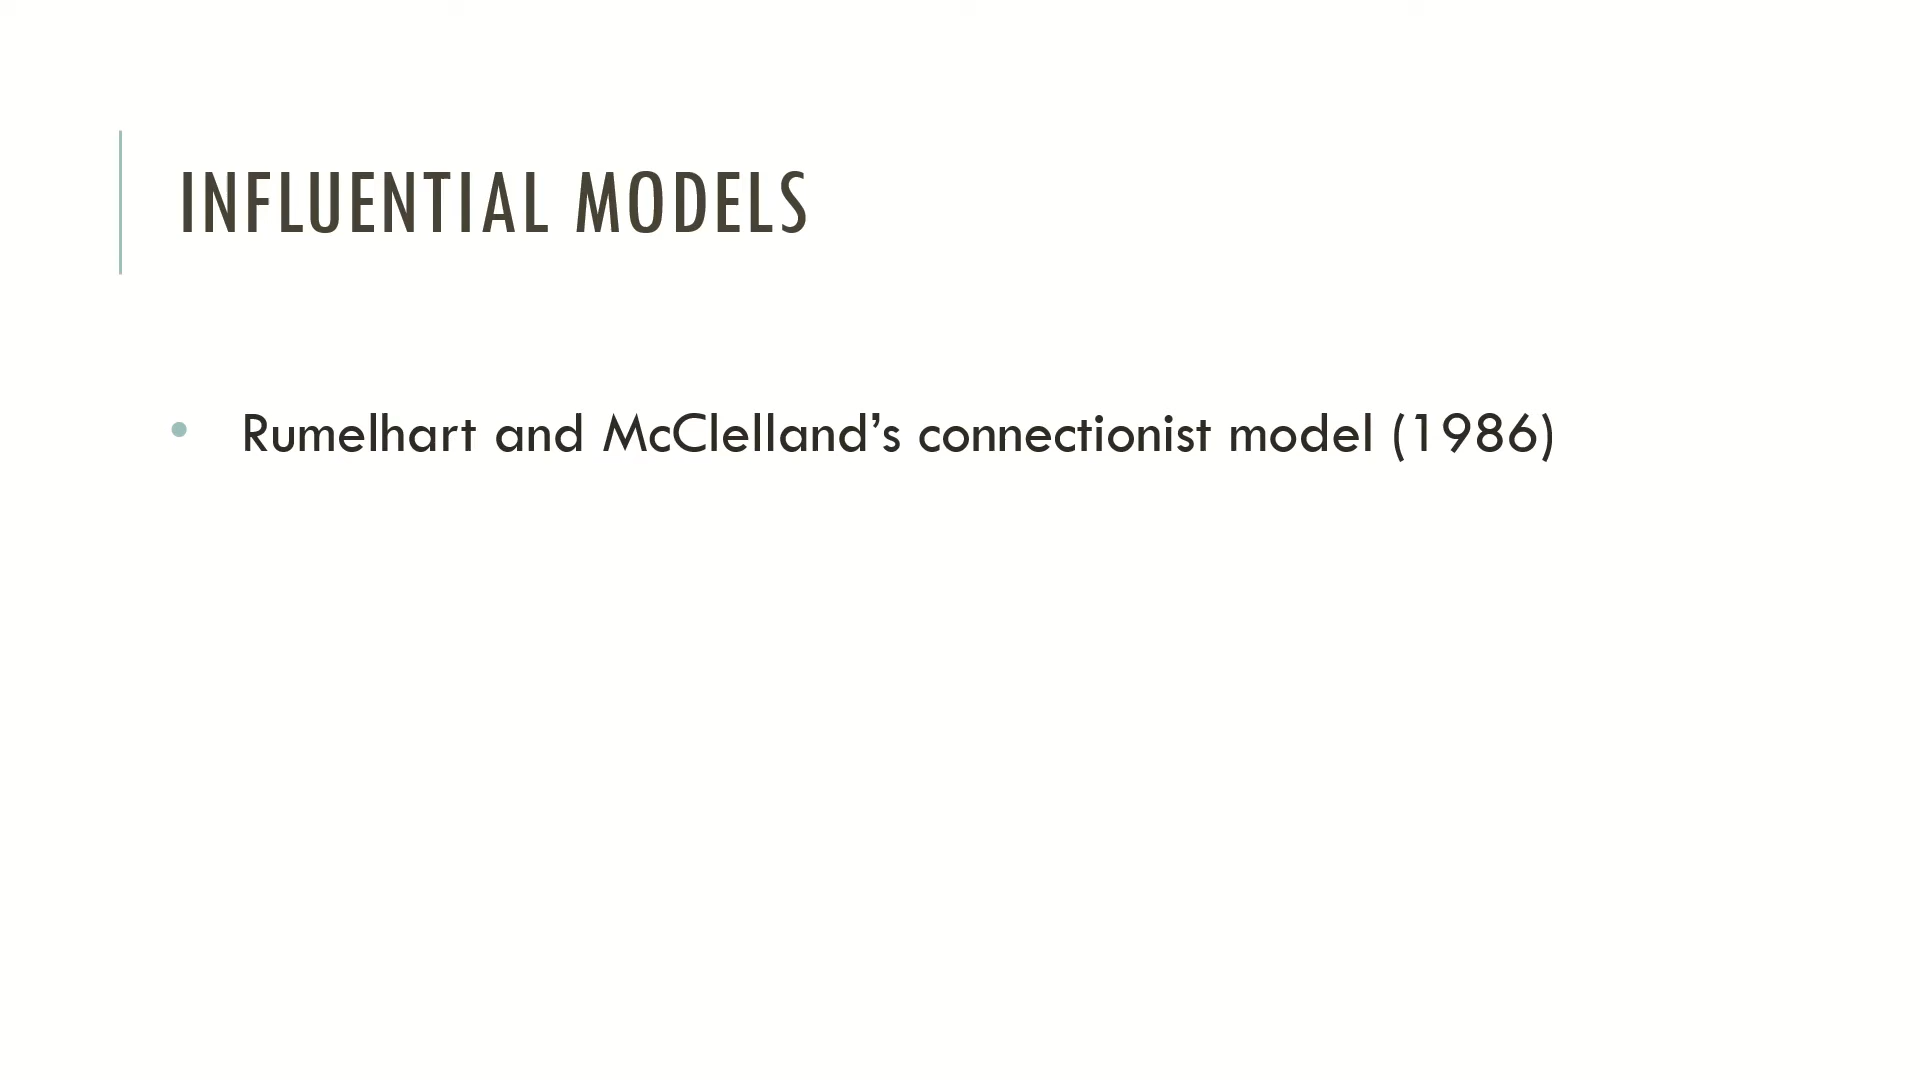 INFLUENTIAL MODELS
• Rumelhart and McClelland’s connectionist model (1986)